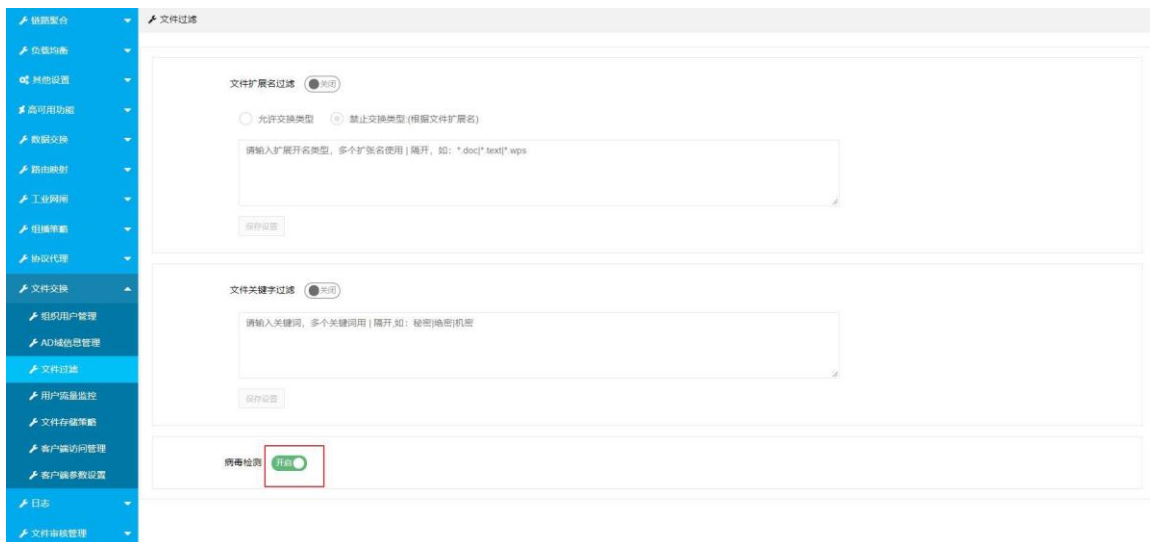 链路聚合
负载均衡
其他设置
高可用功能
数据交换
路由映射
工业网闸
组播策略
协议代理
文件交换
组织用户管理
AD域信息管理
文件过滤
用户流量监控
文件存储策略
客户端访问管理
客户端参数设置
日志
文件审核管理
文件过滤
文件扩展名过滤 关闭
允许交换类型 禁止交换类型(根据文件扩展名)
请输入扩展开名类型，多个扩张名使用 | 隔开，如：*.doc|*.text|*.wps
保存设置
文件关键字过滤 关闭
请输入关键词，多个关键词用 | 隔开,如：秘密|绝密|机密
保存设置
病毒检测 开启